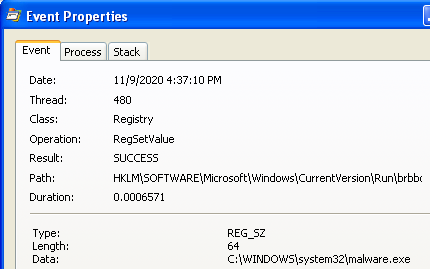 Event Properties
Event Process Stack
Date: 11/9/2020 4:37:10 PM
Thread: 480
Class: Registry
Operation: RegSetValue
Result: SUCCESS
Path: HKLM\SOFTWARE\Microsoft\Windows\CurrentVersion\Run\brbbc
Duration: 0.0006571
Type: REG_SZ
Length: 64
Data: C:\WINDOWS\system32\malware.exe